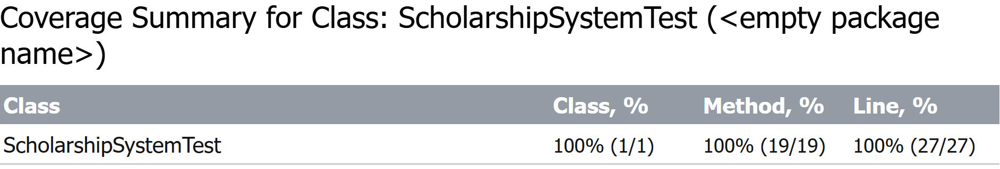 Coverage Summary for Class: ScholarshipSystemTest (<empty package
name>)
Class Class, % Method, % Line, %
ScholarshipSystemTest 100% (1/1) 100% (19/19) 100% (27/27)